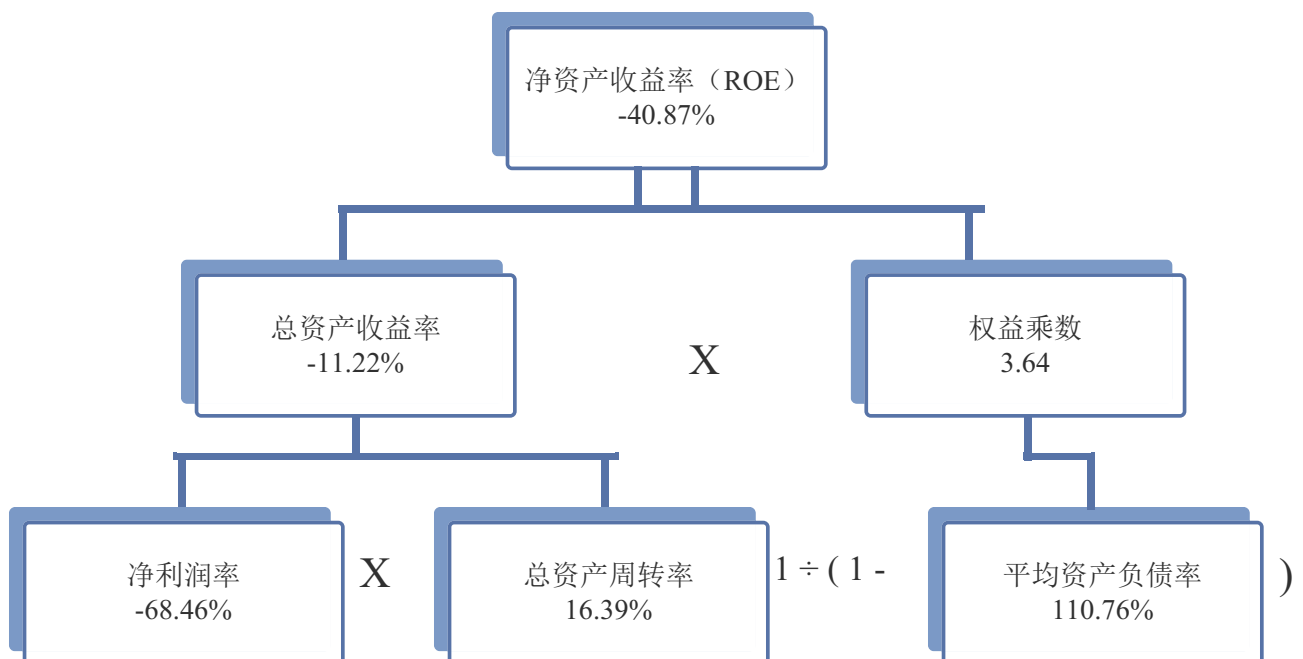 净资产收益率（ROE）
-40.87%
总资产收益率
-11.22%
X
权益乘数
3.64
净利润率
-68.46%
X
总资产周转率
16.39%
1 ÷ ( 1 -
平均资产负债率
110.76%
)